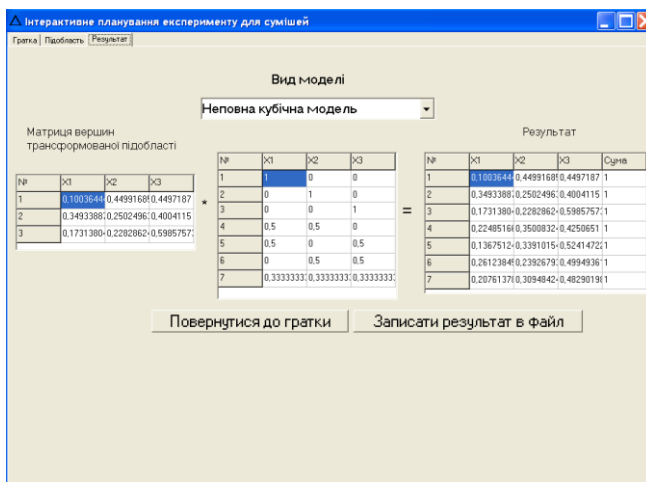 Інтерактивне планування експерименту для сумішей
Гратка Підобласть Результат
Вид моделі
Неповна кубічна модель
Матриця вершин
трансформованої підобласті
№ X1 X2 X3
1 0,1003644 0,4499168 0,4497187
2 0,3493388 0,2502496 0,4004115
3 0,1731380 0,2282862 0,5985757
*
№ X1 X2 X3
1 1 0 0
2 0 1 0
3 0 0 1
4 0,5 0,5 0
5 0,5 0 0,5
6 0 0,5 0,5
7 0,3333333 0,3333333 0,3333333
=
Результат
№ X1 X2 X3 Сума
1 0,1003644 0,4499168 0,4497187 1
2 0,3493388 0,2502496 0,4004115 1
3 0,1731380 0,2282862 0,5985757 1
4 0,2248516 0,3500832 0,4250651 1
5 0,1367512 0,3391015 0,5241472 1
6 0,2612384 0,2392679 0,4994936 1
7 0,2076137 0,3094842 0,4829019 1
Повернутися до гратки Записати результат в файл